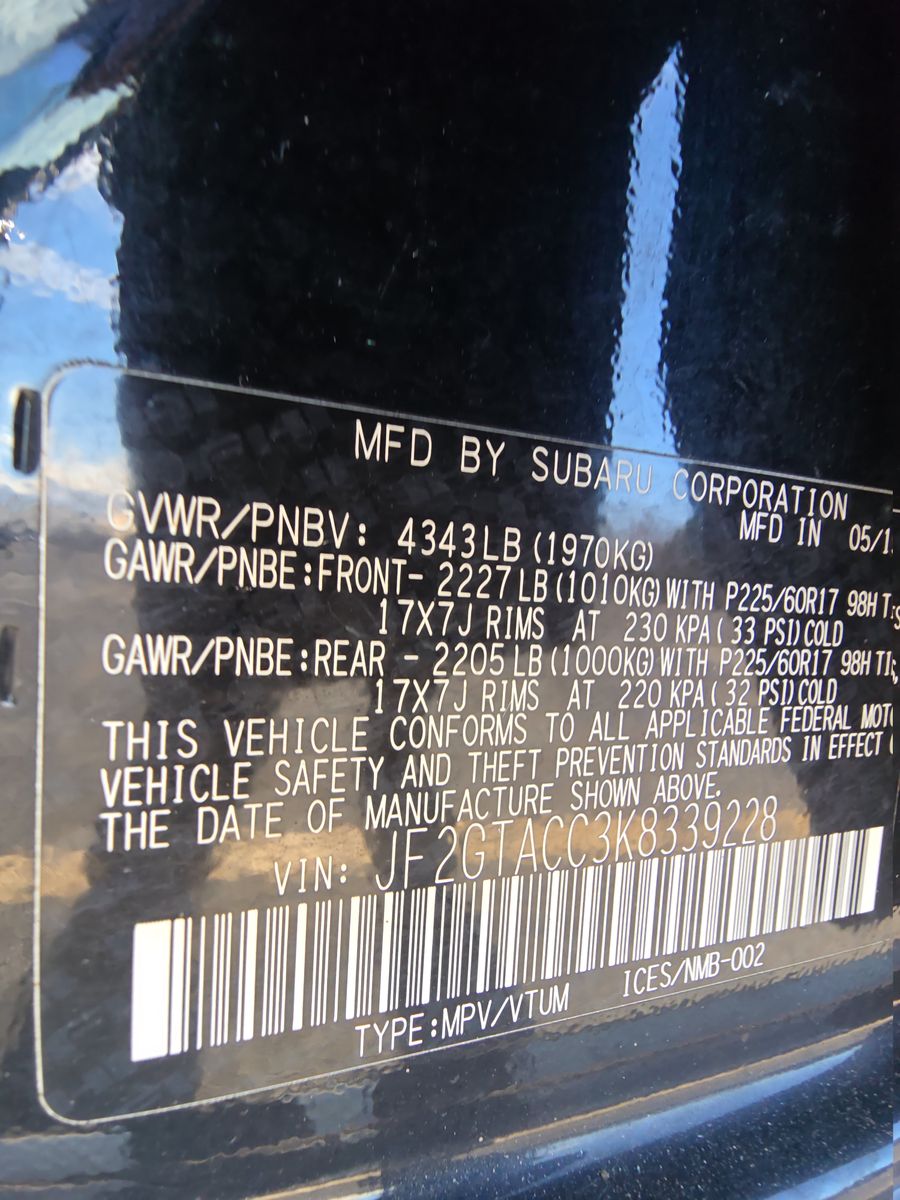 MFD BY SUBARU CORPORATION
MFD IN 05/1
GVWR/PNBV: 4343LB (1970KG)
GAWR/PNBE:FRONT- 2227LB (1010KG) WITH P225/60R17 98H
17X7J RIMS AT 230 KPA ( 33 PSI) COLD
GAWR/PNBE:REAR - 2205LB (1000KG) WITH P225/60R17 98H
17X7J RIMS AT 220 KPA ( 32 PSI) COLD
THIS VEHICLE CONFORMS TO ALL APPLICABLE FEDERAL
VEHICLE SAFETY AND THEFT PREVENTION STANDARDS IN EFFECT
THE DATE OF MANUFACTURE SHOWN ABOVE.
VIN: JF2GTACC3K8339228
TYPE:MPV/VTUM ICES/NMB-002